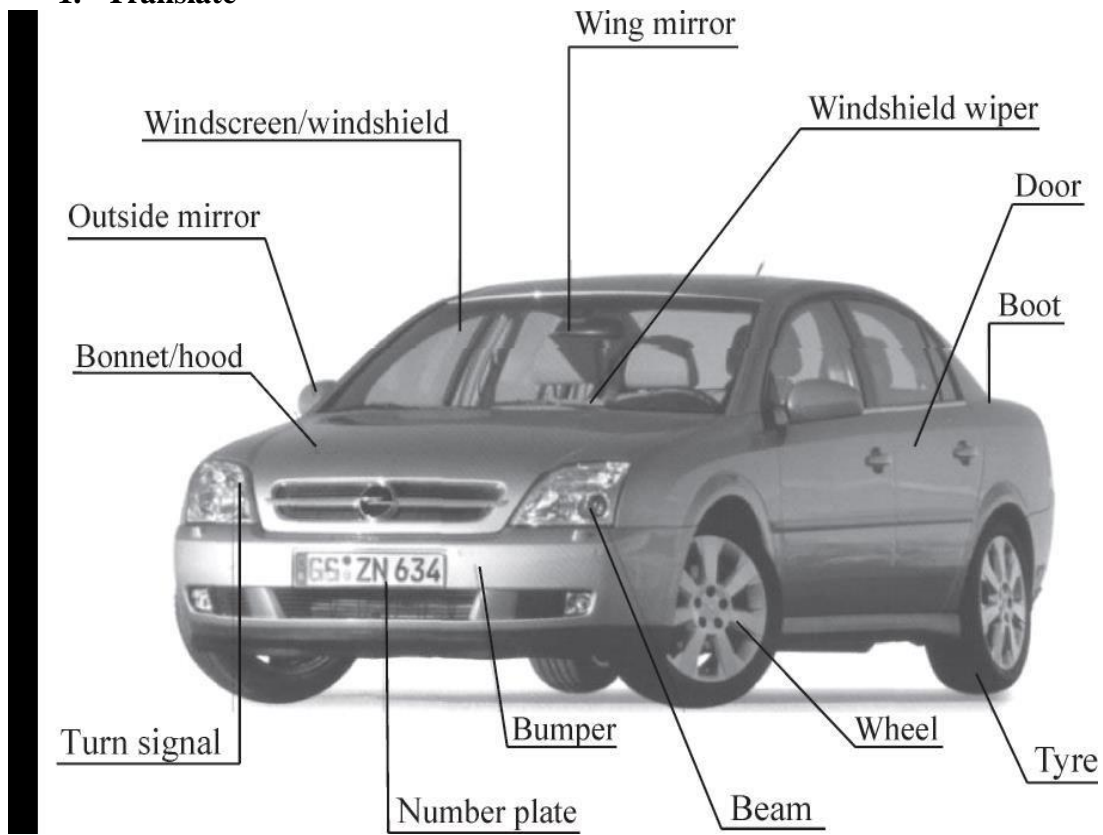 1. Translate
Wing mirror
Windscreen/windshield
Windshield wiper
Door
Outside mirror
Boot
Bonnet/hood
GS ZN 634
Turn signal
Bumper
Wheel
Tyre
Number plate
Beam